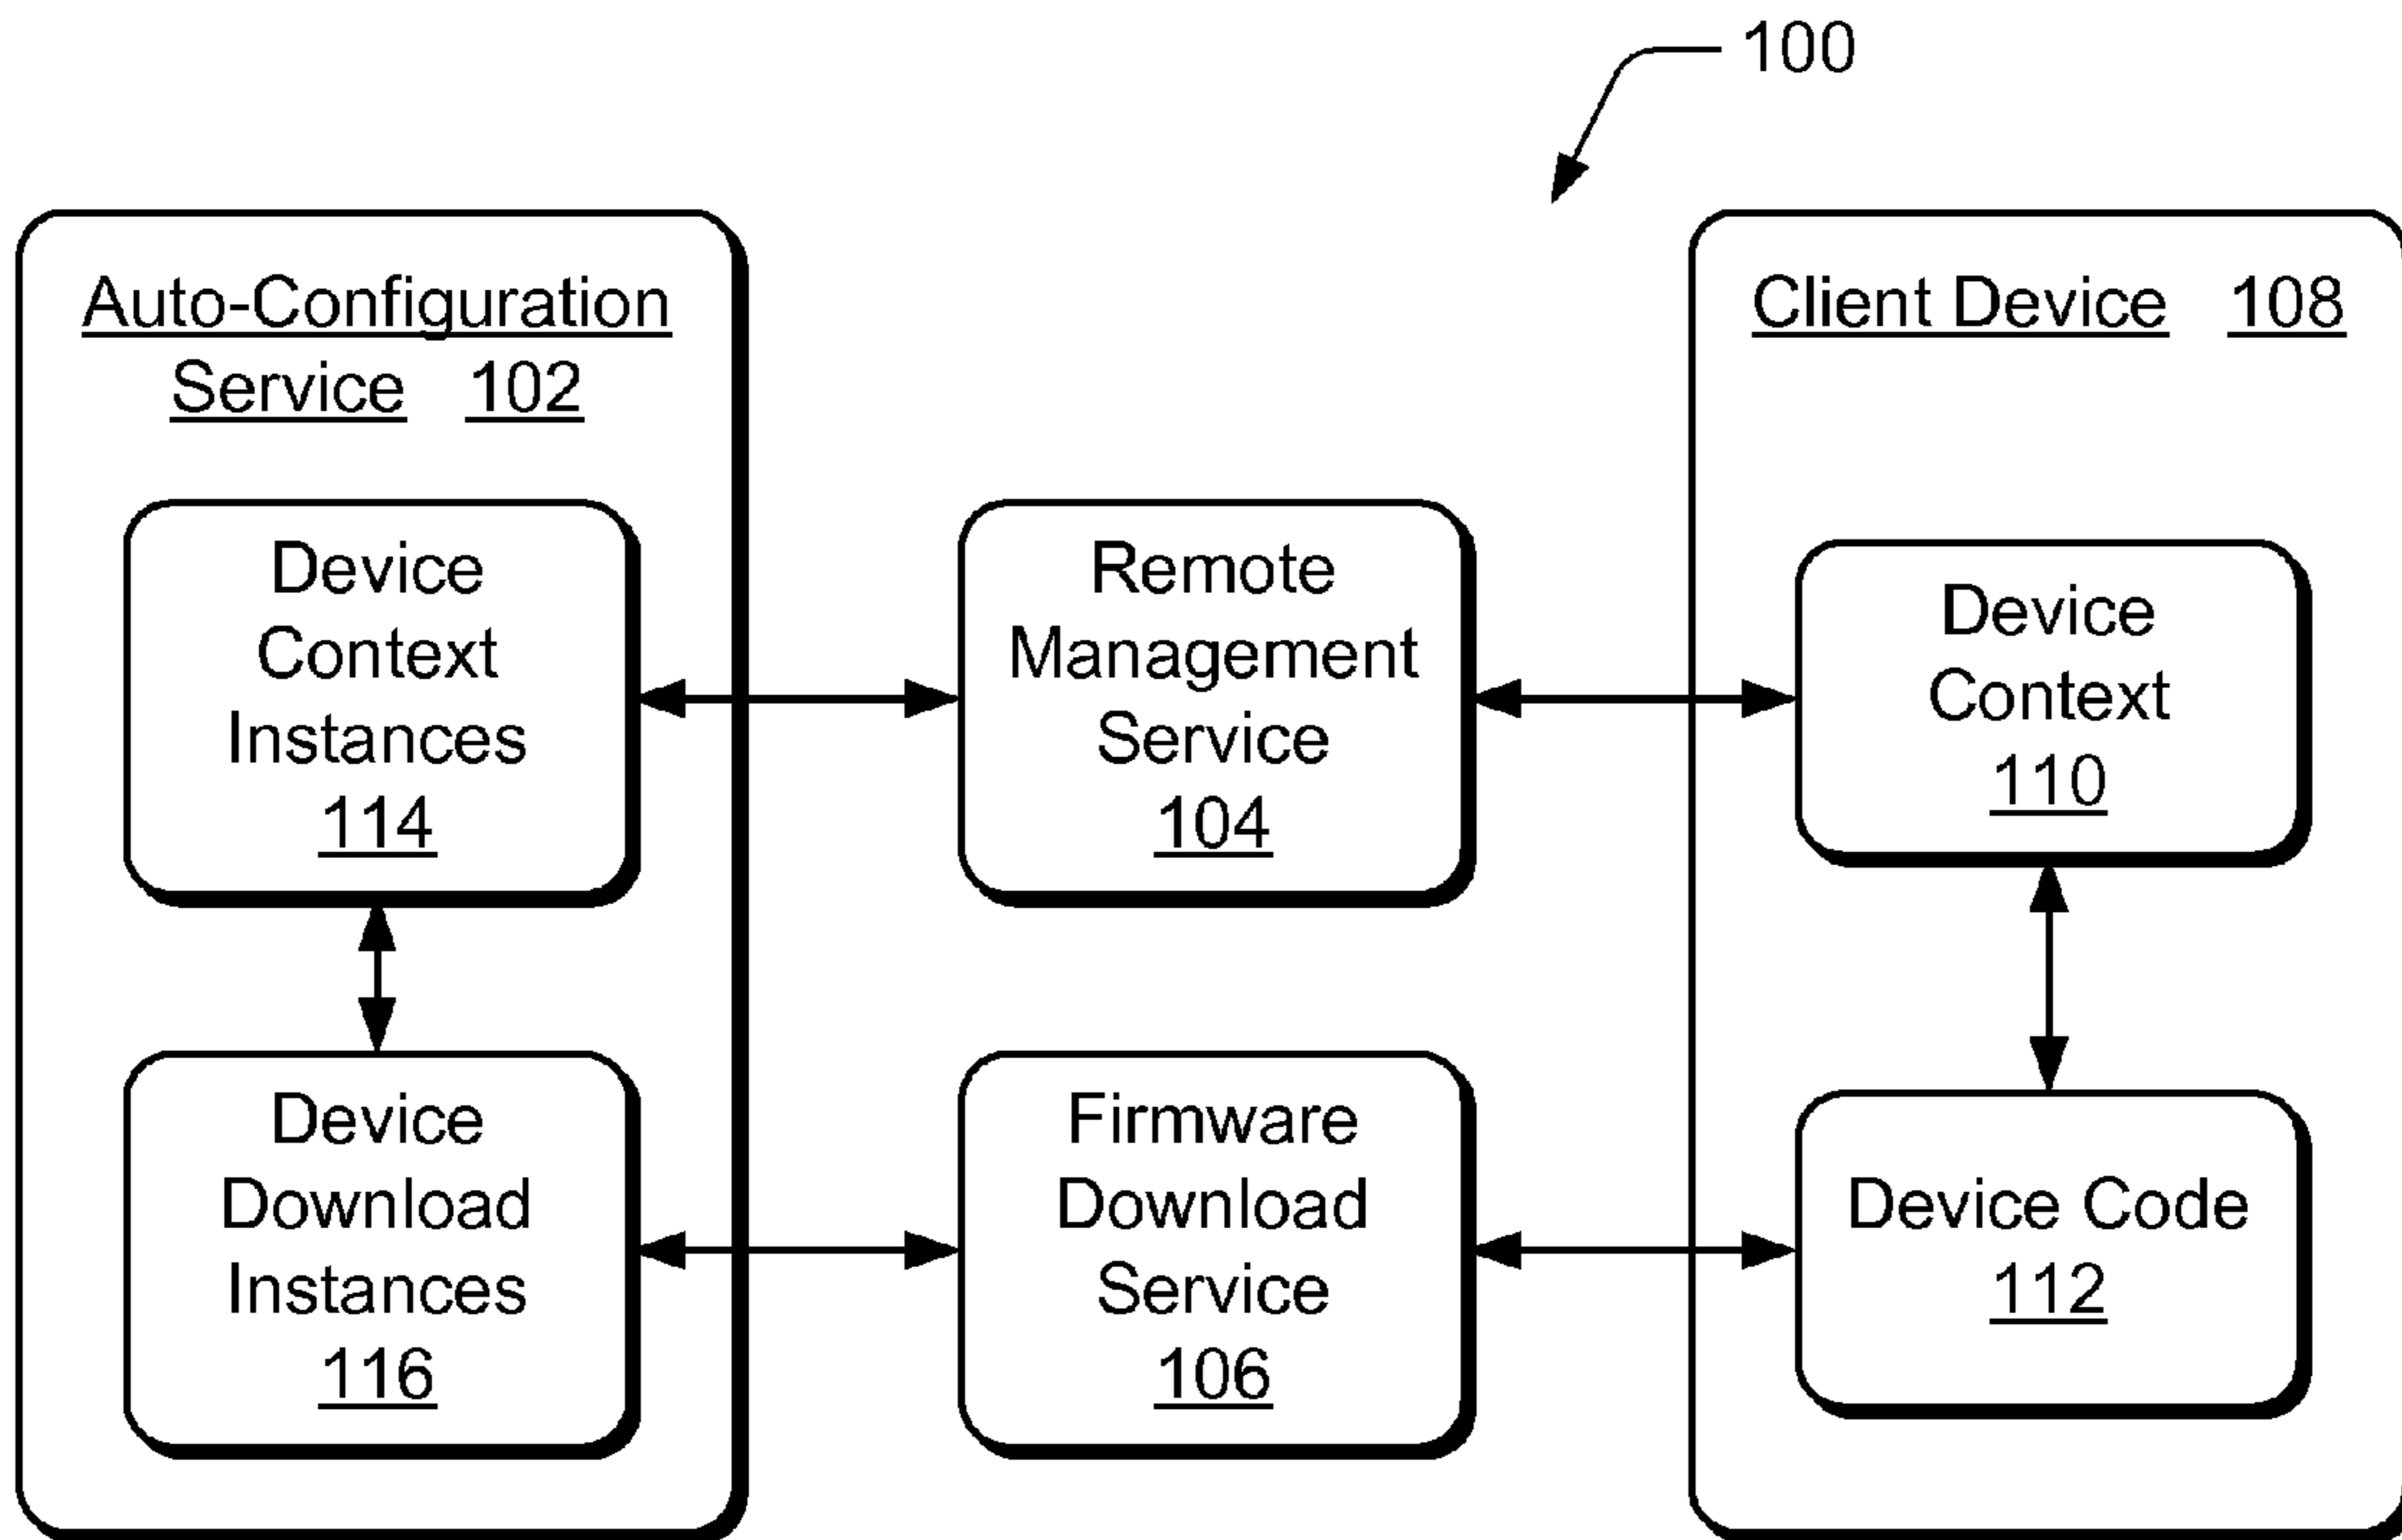 100
Auto-Configuration
Service 102
Client Device 108
Device
Context
Instances
114
Remote
Management
Service
104
Device
Context
110
Device
Download
Instances
116
Firmware
Download
Service
106
Device Code
112